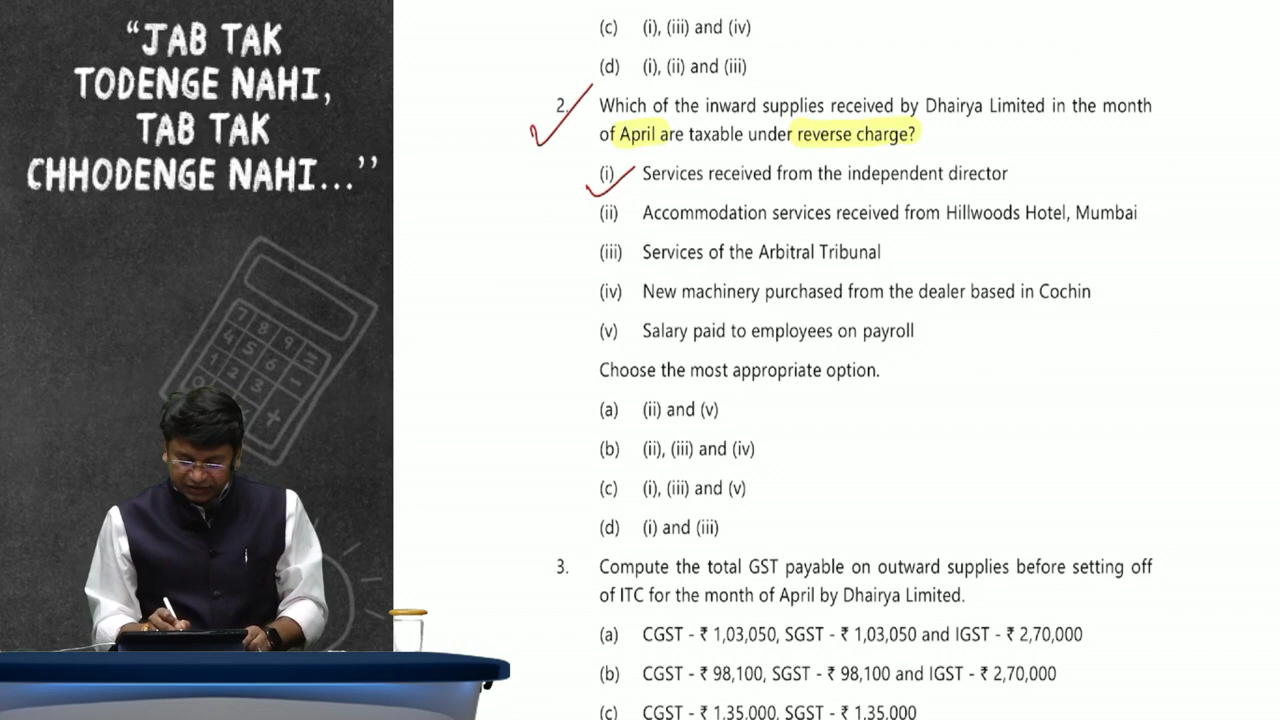 “JAB TAK
TODENGE NAHI,
TAB TAK
CHHODENGE NAHI...’’
(c) (i), (iii) and (iv)
(d) (i), (ii) and (iii)
2. Which of the inward supplies received by Dhairya Limited in the month
of April are taxable under reverse charge?
(i) Services received from the independent director
(ii) Accommodation services received from Hillwoods Hotel, Mumbai
(iii) Services of the Arbitral Tribunal
(iv) New machinery purchased from the dealer based in Cochin
(v) Salary paid to employees on payroll
Choose the most appropriate option.
(a) (ii) and (v)
(b) (ii), (iii) and (iv)
(c) (i), (iii) and (v)
(d) (i) and (iii)
3. Compute the total GST payable on outward supplies before setting off
of ITC for the month of April by Dhairya Limited.
(a) CGST - ₹ 1,03,050, SGST - ₹ 1,03,050 and IGST - ₹ 2,70,000
(b) CGST - ₹ 98,100, SGST - ₹ 98,100 and IGST - ₹ 2,70,000
(c) CGST - ₹ 1,35,000, SGST - ₹ 1,35,000